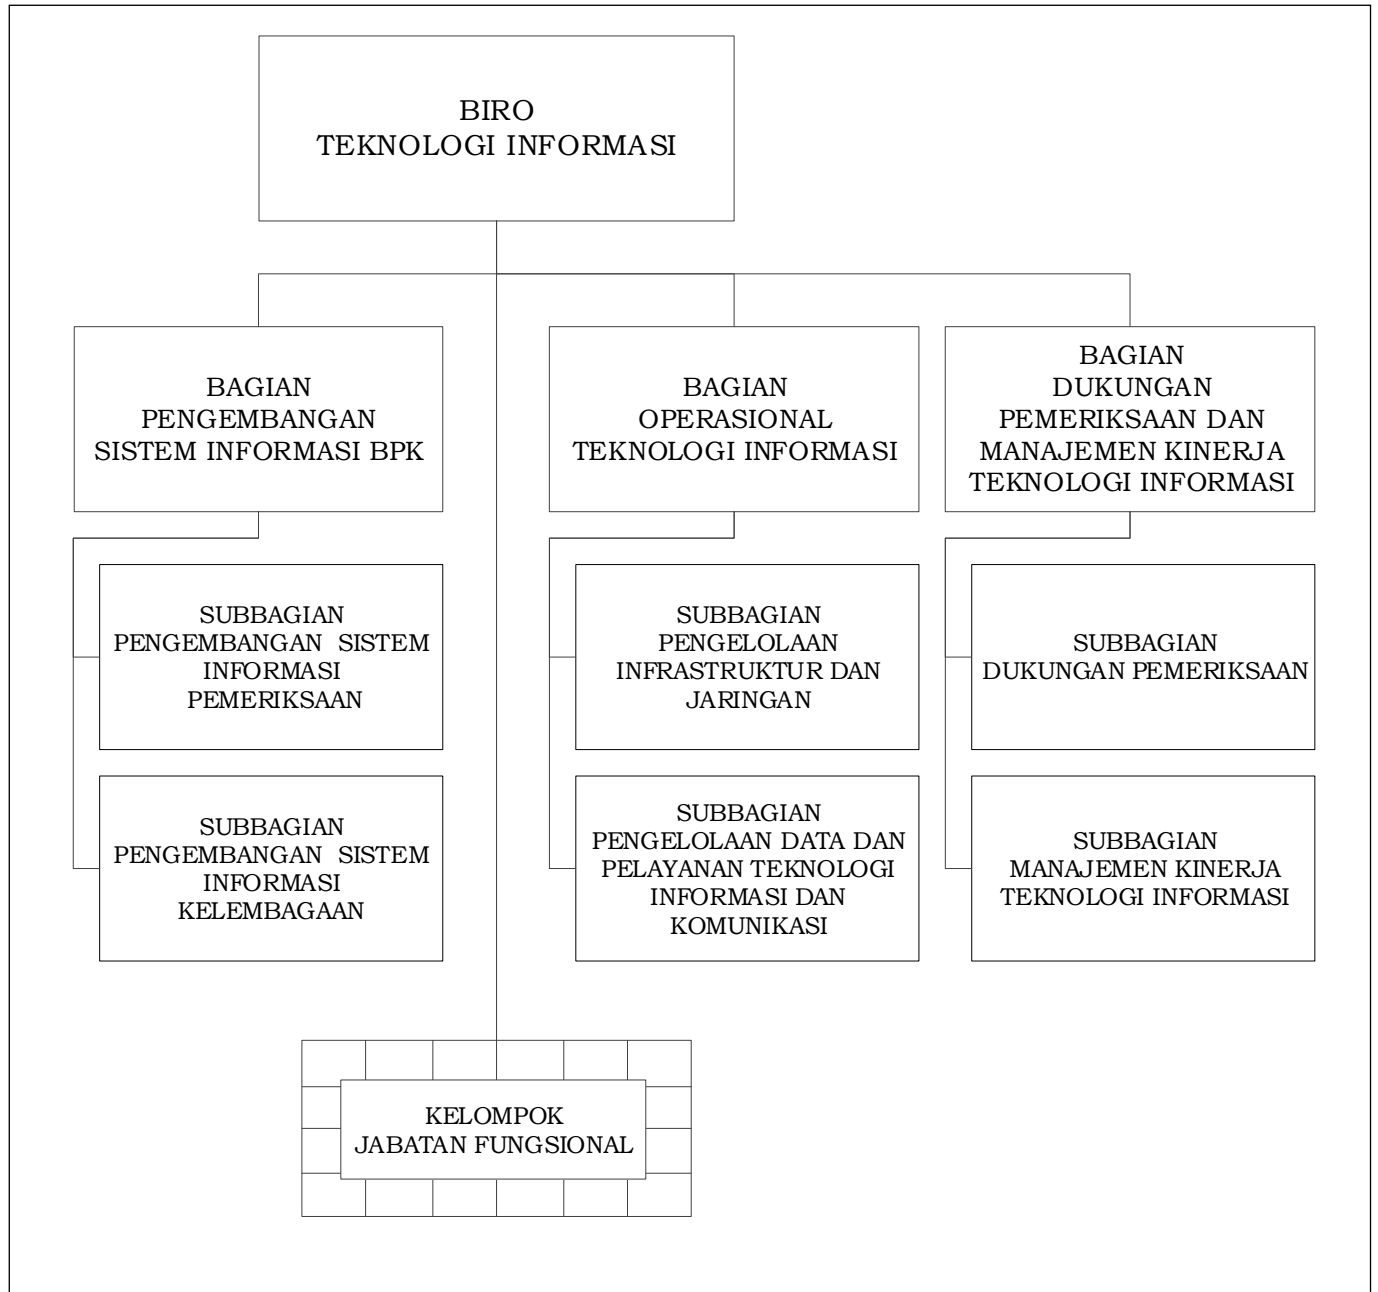 BIRO
TEKNOLOGI INFORMASI
BAGIAN
PENGEMBANGAN
SISTEM INFORMASI BPK
BAGIAN
OPERASIONAL
TEKNOLOGI INFORMASI
BAGIAN
DUKUNGAN
PEMERIKSAAN DAN
MANAJEMEN KINERJA
TEKNOLOGI INFORMASI
SUBBAGIAN
PENGEMBANGAN SISTEM
INFORMASI
PEMERIKSAAN
SUBBAGIAN
PENGELOLAAN
INFRASTRUKTUR DAN
JARINGAN
SUBBAGIAN
DUKUNGAN PEMERIKSAAN
SUBBAGIAN
PENGEMBANGAN SISTEM
INFORMASI
KELEMBAGAAN
SUBBAGIAN
PENGELOLAAN DATA DAN
PELAYANAN TEKNOLOGI
INFORMASI DAN
KOMUNIKASI
SUBBAGIAN
MANAJEMEN KINERJA
TEKNOLOGI INFORMASI
KELOMPOK
JABATAN FUNGSIONAL